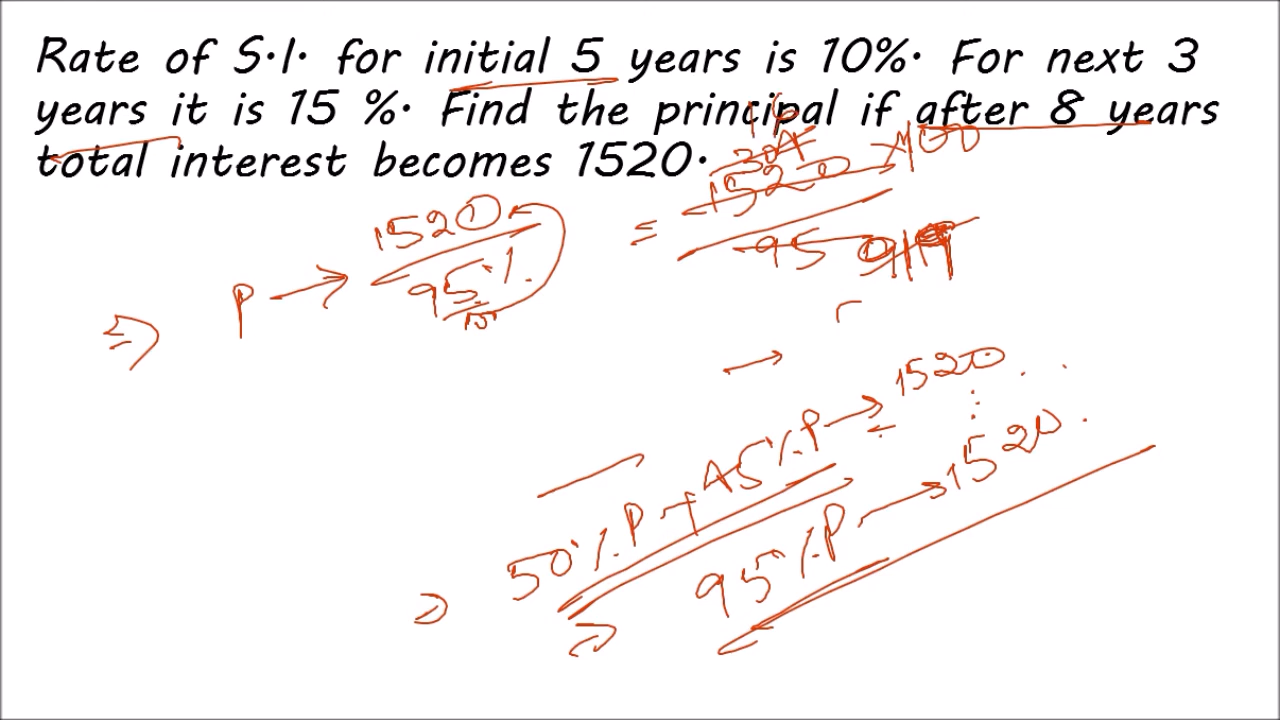 Rate of S.I. for initial 5 years is 10%. For next 3
years it is 15 %. Find the principal if after 8 years
total interest becomes 1520.
P → 1520
95%
=
1520
95
→ 1520
50%P + 45%P →
95%P → 1520